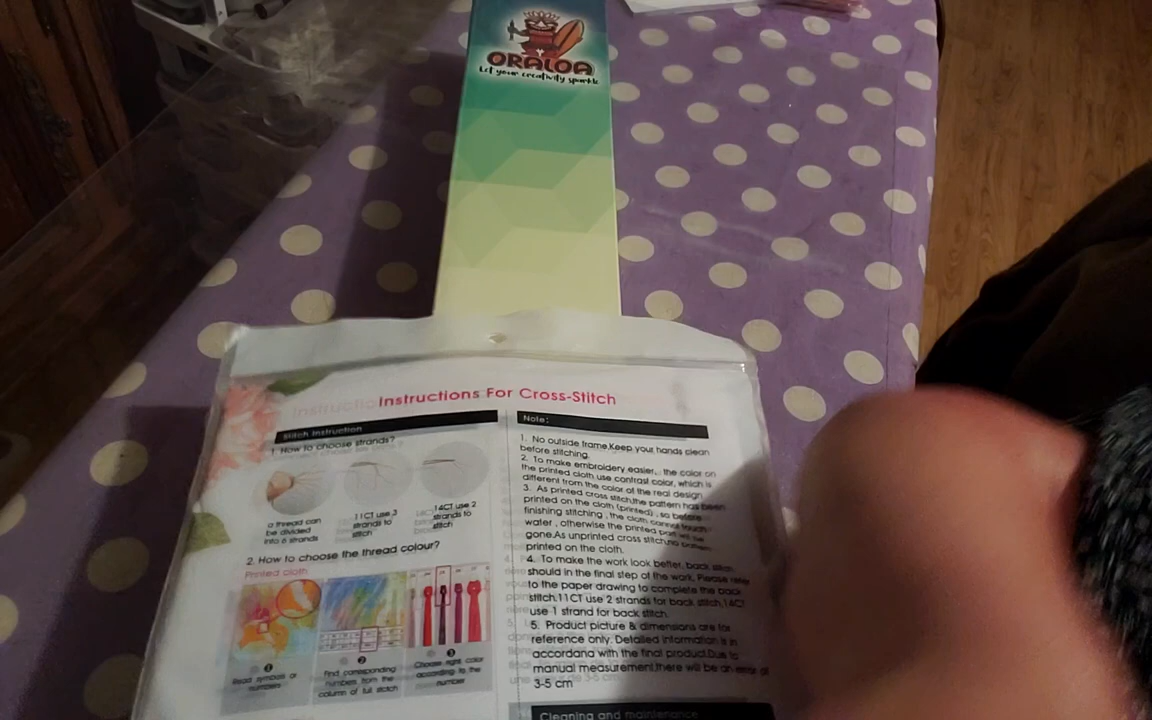 ORALOA
Let your creativity sparkle
Instructions For Cross-Stitch
Stitch Instruction
1. How to choose strands?
a thread can
be divided
into 6 strands
11CT use 3
strands to
stitch
14CT use 2
strands to
stitch
2. How to choose the thread colour?
Printed cloth
1
Read symbols or
numbers
2
Find corresponding
numbers from the
column of full stitch
3
Choose right color
according to the
number
Note:
1. No outside frame,Keep your hands clean
before stitching.
2. To make embroidery easier, the color on
the printed cloth use contrast color, which is
different from the color of the real design
3. As printed cross stitch,the pattern has been
printed on the cloth (printed) , so before
finishing stitching , the cloth cannot touch
water , otherwise the printed part will be
gone.As unprinted cross stitch,no pattern
printed on the cloth.
4. To make the work look better, back stitch
should in the final step of the work, Please refer
to the paper drawing to complete the back
stitch.11CT use 2 strands for back stitch,14CT
use 1 strand for back stitch.
5. Product picture & dimensions are for
reference only. Detailed information is in
accordana with the final product.Due to
manual measurement,there will be an error of
3-5 cm
Cleaning and maintenance